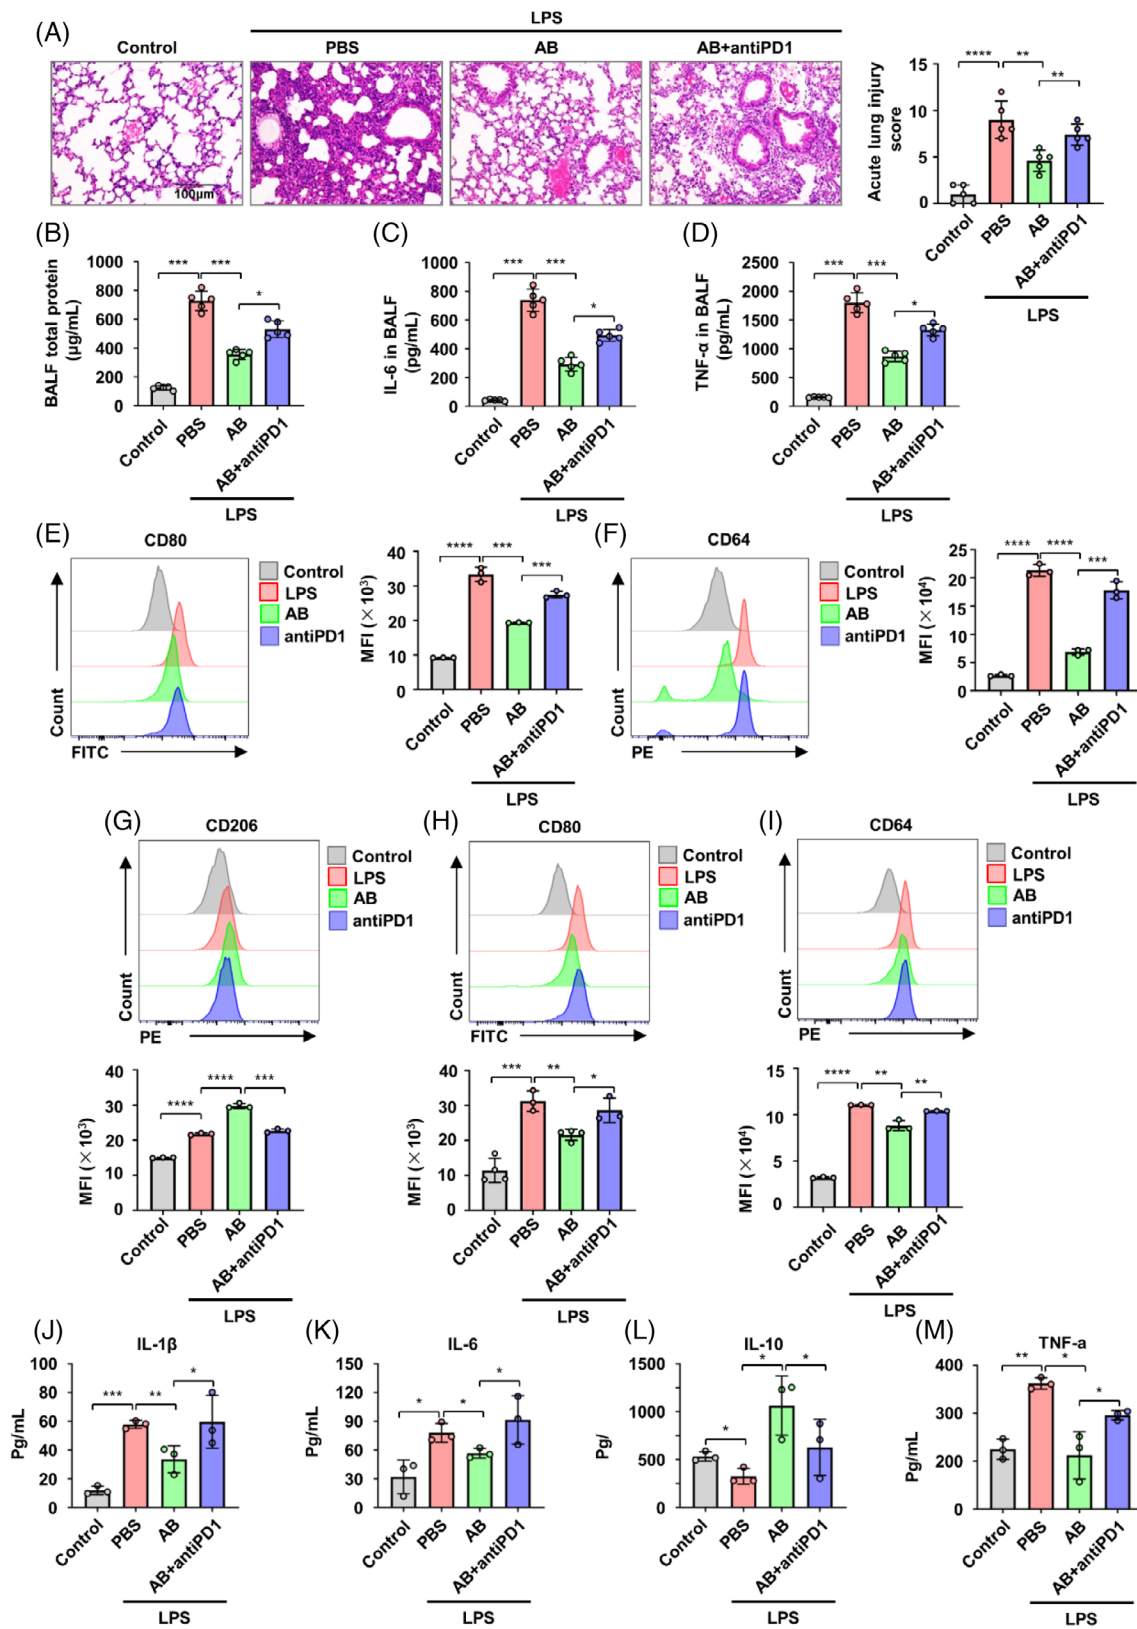 (A)
LPS
Control PBS AB AB+antiPD1
100μm
Acute lung injury
score
15
10
5
0
**** ** **
Control PBS AB AB+antiPD1
LPS
(B)
BALF total protein
(μg/mL)
1000
800
600
400
200
0
*** *** *
Control PBS AB AB+antiPD1
LPS
(C)
IL-6 in BALF
(pg/mL)
1000
800
600
400
200
0
*** *** *
Control PBS AB AB+antiPD1
LPS
(D)
TNF-α in BALF
(pg/mL)
2500
2000
1500
1000
500
0
*** *** *
Control PBS AB AB+antiPD1
LPS
(E)
CD80
Count
FITC
Control
LPS
AB
antiPD1
MFI (×10³)
40
30
20
10
0
**** *** ***
Control PBS AB AB+antiPD1
LPS
(F)
CD64
Count
PE
Control
LPS
AB
antiPD1
MFI (×10⁴)
25
20
15
10
5
0
**** **** ***
Control PBS AB AB+antiPD1
LPS
(G)
CD206
Count
PE
Control
LPS
AB
antiPD1
MFI (×10³)
40
30
20
10
0
**** **** ***
Control PBS AB AB+antiPD1
LPS
(H)
CD80
Count
FITC
Control
LPS
AB
antiPD1
MFI (×10³)
40
30
20
10
0
*** ** *
Control PBS AB AB+antiPD1
LPS
(I)
CD64
Count
PE
Control
LPS
AB
antiPD1
MFI (×10⁴)
15
10
5
0
**** ** **
Control PBS AB AB+antiPD1
LPS
(J)
IL-1β
Pg/mL
100
80
60
40
20
0
*** ** *
Control PBS AB AB+antiPD1
LPS
(K)
IL-6
Pg/mL
150
120
90
60
30
0
* * *
Control PBS AB AB+antiPD1
LPS
(L)
IL-10
Pg/
1500
1000
500
0
* * *
Control PBS AB AB+antiPD1
LPS
(M)
TNF-a
Pg/mL
400
300
200
0
** * *
Control PBS AB AB+antiPD1
LPS